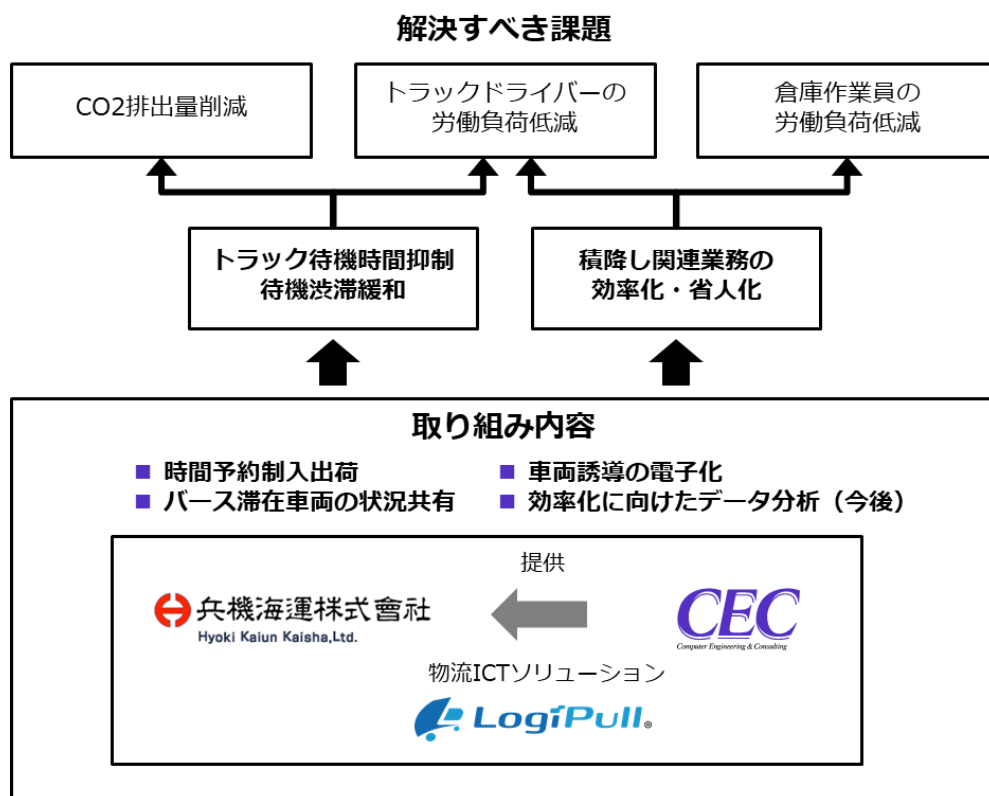 解決すべき課題
CO2排出量削減
トラックドライバーの
労働負荷低減
倉庫作業員の
労働負荷低減
トラック待機時間抑制
待機渋滞緩和
積降し関連業務の
効率化・省人化
取り組み内容
■ 時間予約制入出荷
■ バース滞在車両の状況共有
■ 車両誘導の電子化
■ 効率化に向けたデータ分析（今後）
提供
兵機海運株式會社
Hyoki Kaiun Kaisha,Ltd.
CEC
Computer Engineering & Consulting
物流ICTソリューション
LogiPull®